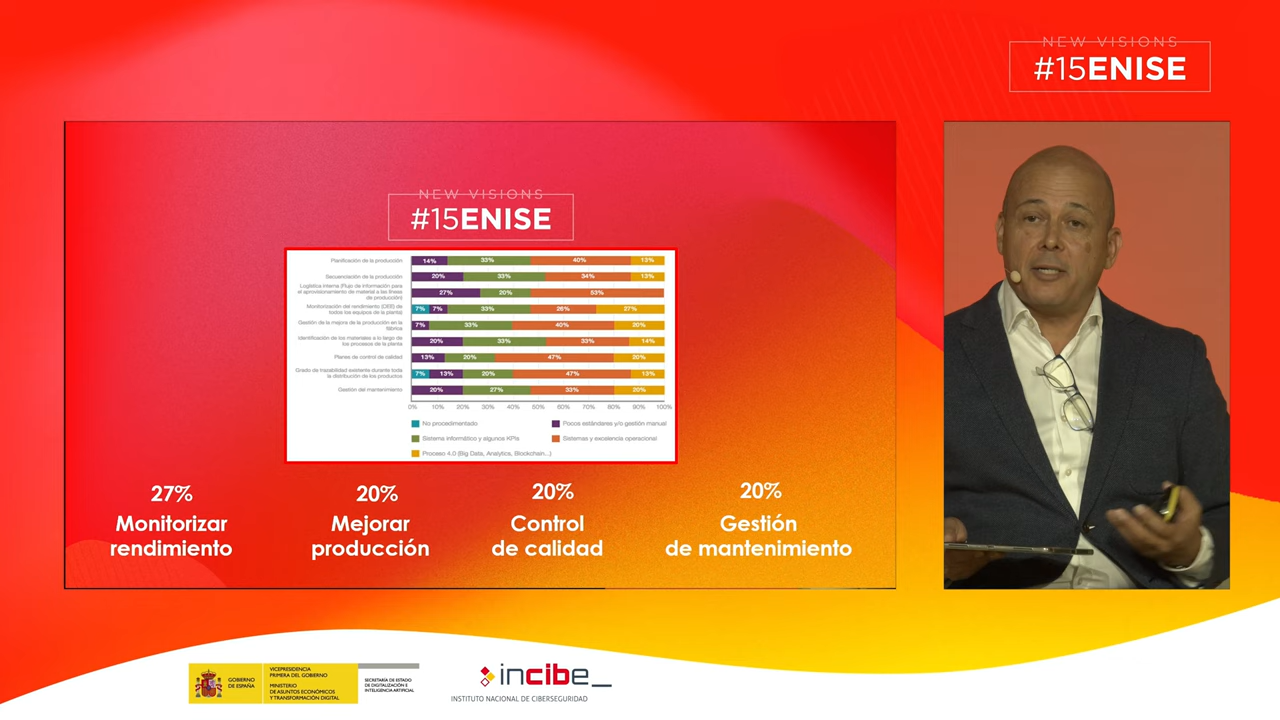 NEW VISIONS
#15ENISE
NEW VISIONS
#15ENISE
Planificación de la producción
14% 33% 40% 13%
Secuenciación de la producción
20% 33% 34% 13%
Logística interna (Flujo de información para
el aprovisionamiento de material a las líneas
de producción)
27% 20% 53%
Monitorización del rendimiento (OEE) de
todos los equipos de la planta)
7% 7% 33% 26% 27%
Gestión de la mejora de la producción en la
fábrica
7% 33% 40% 20%
Identificación de los materiales a lo largo de
los procesos de la planta
20% 33% 33% 14%
Planes de control de calidad
13% 20% 47% 20%
Grado de trazabilidad existente durante toda
la distribución de los productos
7% 13% 20% 47% 13%
Gestión del mantenimiento
20% 27% 33% 20%
0% 10% 20% 30% 40% 50% 60% 70% 80% 90% 100%
No procedimentado
Pocos estándares y/o gestión manual
Sistema informático y algunos KPIs
Sistemas y excelencia operacional
Proceso 4.0 (Big Data, Analytics, Blockchain...)
27%
Monitorizar
rendimiento
20%
Mejorar
producción
20%
Control
de calidad
20%
Gestión
de mantenimiento
GOBIERNO
DE ESPAÑA
VICEPRESIDENCIA
PRIMERA DEL GOBIERNO
MINISTERIO
DE ASUNTOS ECONÓMICOS
Y TRANSFORMACIÓN DIGITAL
SECRETARÍA DE ESTADO
DE DIGITALIZACIÓN E
INTELIGENCIA ARTIFICIAL
incibe_
INSTITUTO NACIONAL DE CIBERSEGURIDAD